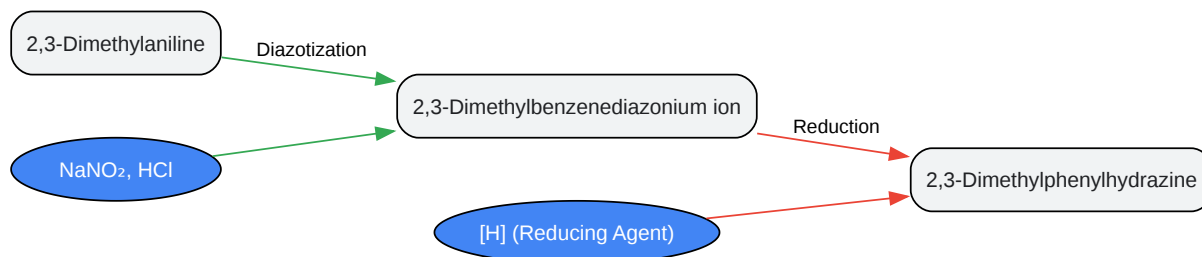 2,3-Dimethylaniline
Diazotization
NaNO₂, HCl
2,3-Dimethylbenzenediazonium ion
Reduction
[H] (Reducing Agent)
2,3-Dimethylphenylhydrazine